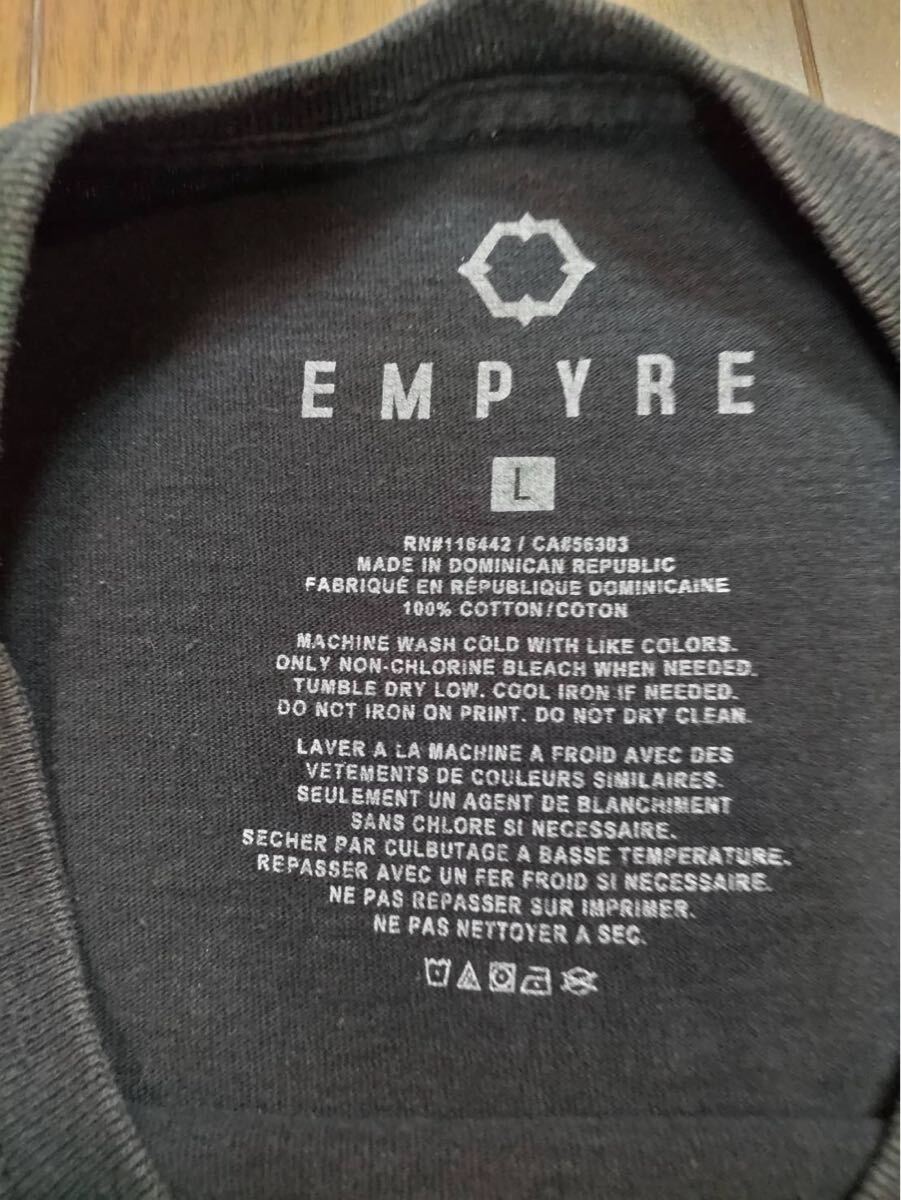 EMPYRE
L
RN#116442 / CA#56303
MADE IN DOMINICAN REPUBLIC
FABRIQUÉ EN RÉPUBLIQUE DOMINICAINE
100% COTTON/COTON
MACHINE WASH COLD WITH LIKE COLORS.
ONLY NON-CHLORINE BLEACH WHEN NEEDED.
TUMBLE DRY LOW. COOL IRON IF NEEDED.
DO NOT IRON ON PRINT. DO NOT DRY CLEAN.
LAVER A LA MACHINE A FROID AVEC DES
VETEMENTS DE COULEURS SIMILAIRES.
SEULEMENT UN AGENT DE BLANCHIMENT
SANS CHLORE SI NECESSAIRE.
SECHER PAR CULBUTAGE A BASSE TEMPERATURE.
REPASSER AVEC UN FER FROID SI NECESSAIRE.
NE PAS REPASSER SUR IMPRIMER.
NE PAS NETTOYER A SEC.